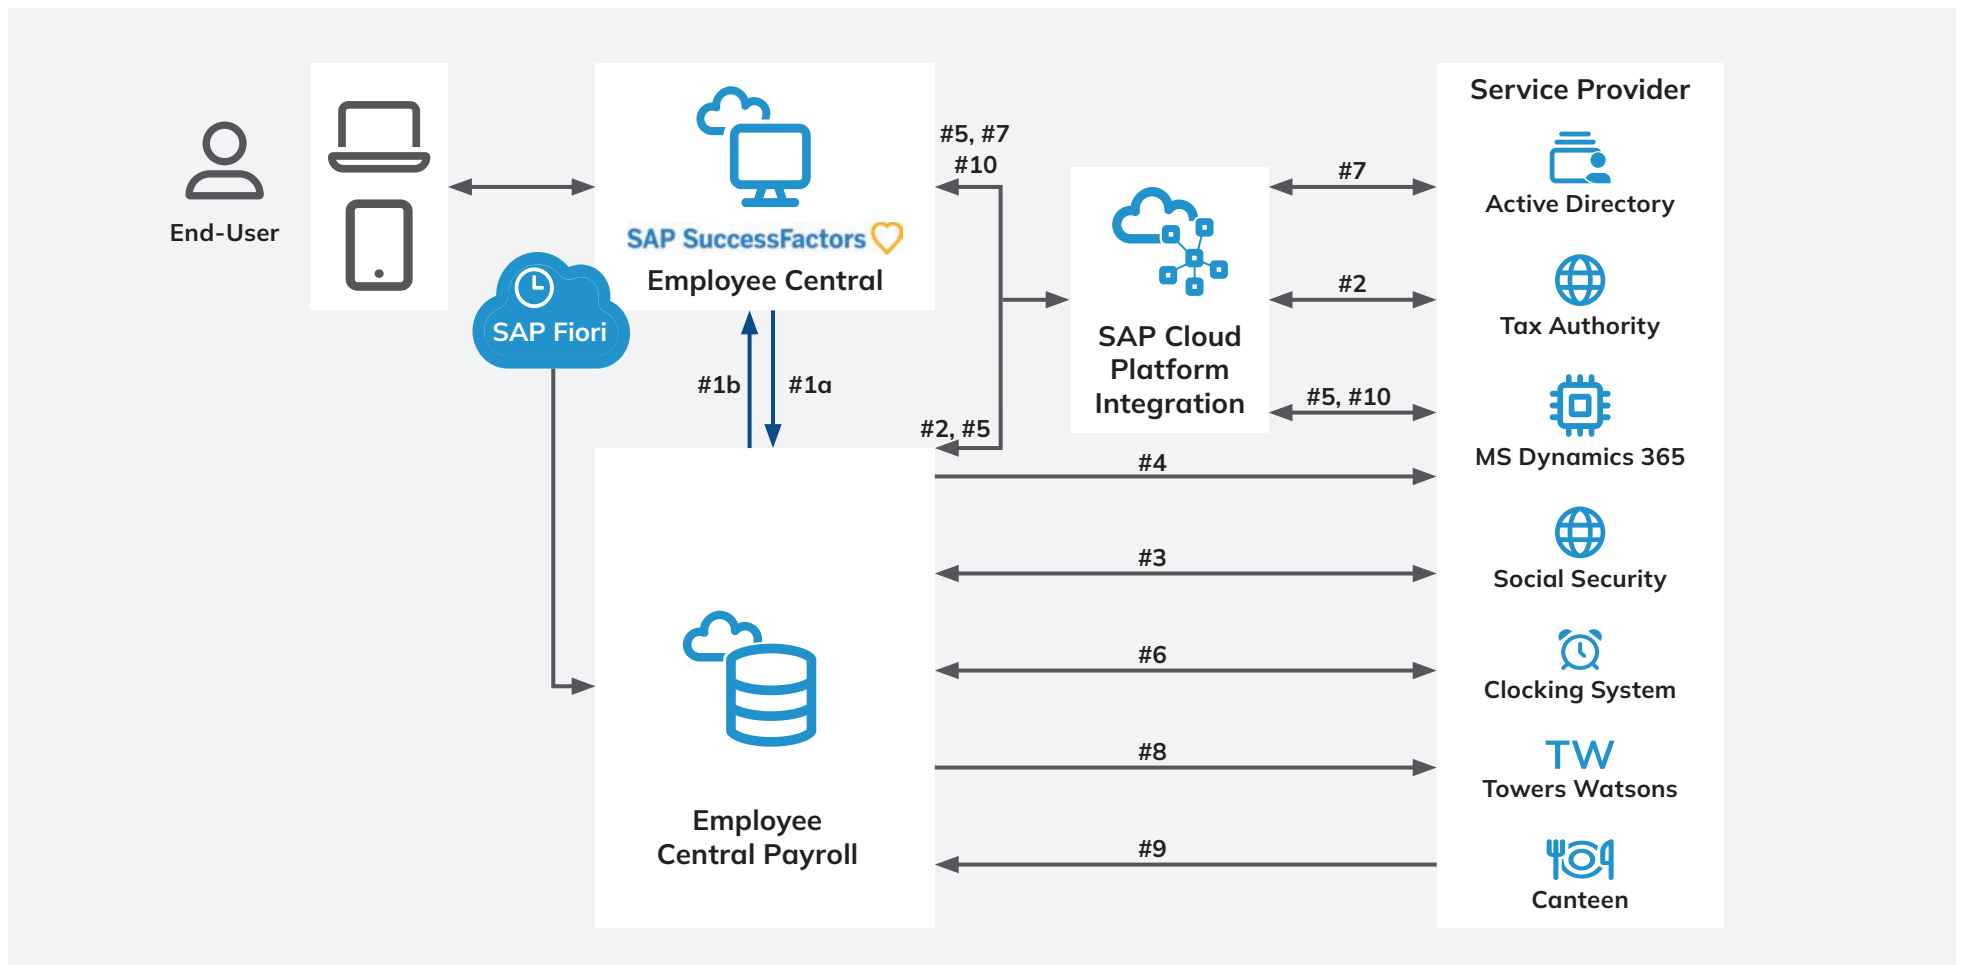 End-User
SAP SuccessFactors
Employee Central
SAP Fiori
#1b
#1a
#5, #7
#10
#2, #5
SAP Cloud
Platform
Integration
#7
#2
#5, #10
#4
#3
#6
#8
#9
Employee
Central Payroll
Service Provider
Active Directory
Tax Authority
MS Dynamics 365
Social Security
Clocking System
TW
Towers Watsons
Canteen